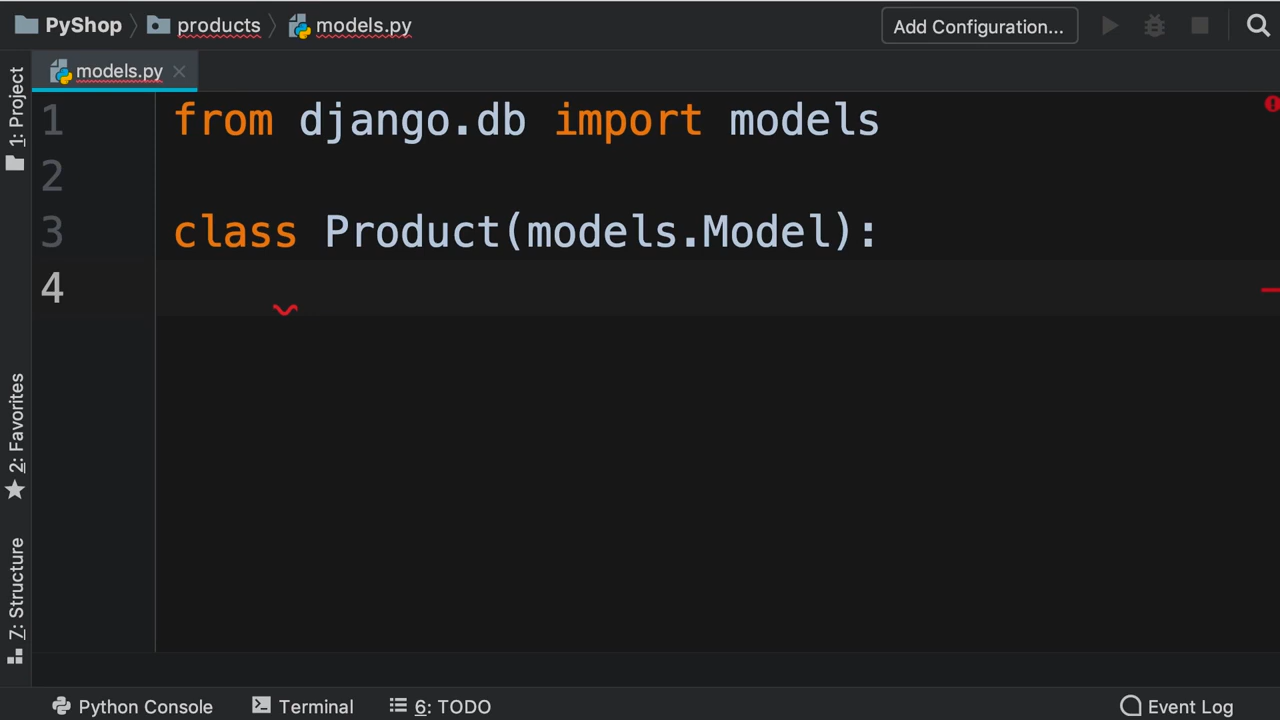 PyShop products models.py Add Configuration...
models.py
1: Project
1 from django.db import models
2
3 class Product(models.Model):
4
2: Favorites
7: Structure
Python Console Terminal 6: TODO Event Log